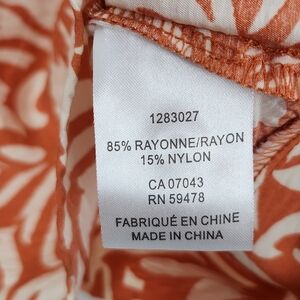 1283027
85% RAYONNE/RAYON
15% NYLON
CA 07043
RN 59478
FABRIQUÉ EN CHINE
MADE IN CHINA